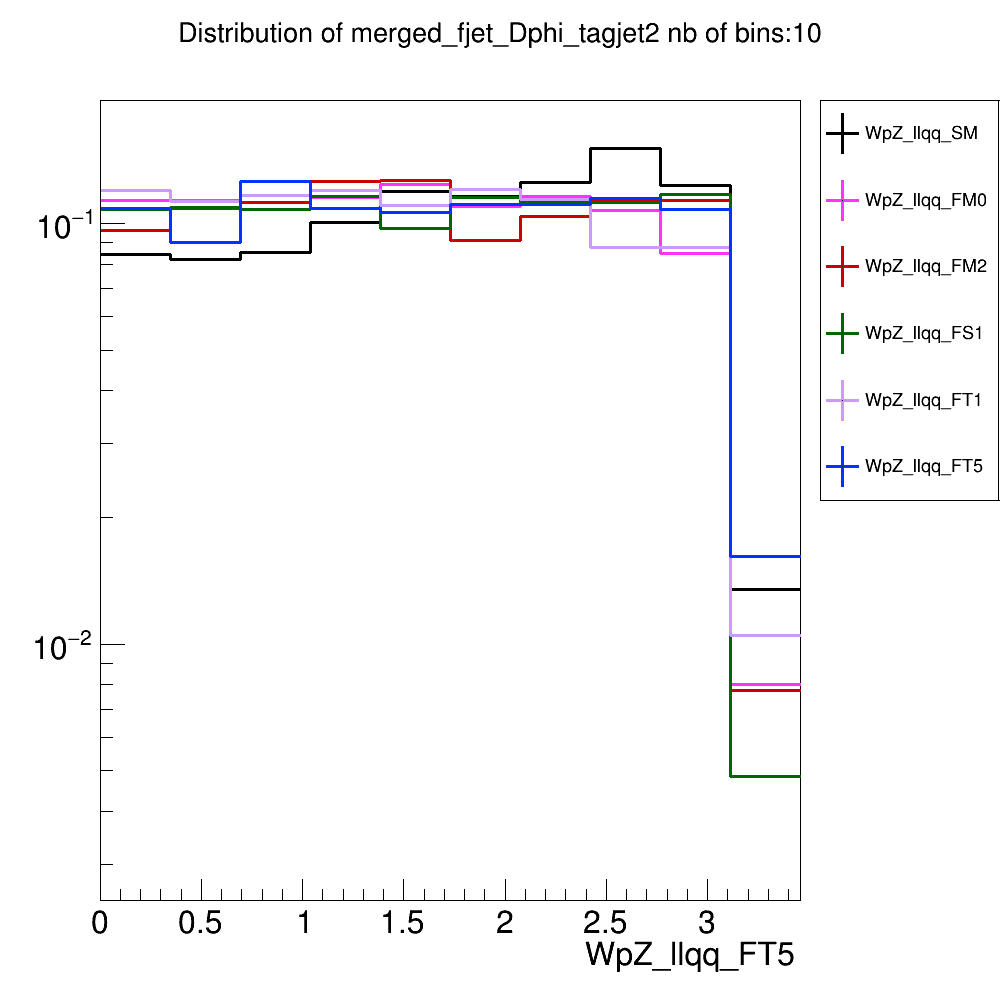 Distribution of merged_fjet_Dphi_tagjet2 nb of bins:10
10⁻¹
10⁻²
0 0.5 1 1.5 2 2.5 3
WpZ_llqq_FT5
WpZ_llqq_SM
WpZ_llqq_FM0
WpZ_llqq_FM2
WpZ_llqq_FS1
WpZ_llqq_FT1
WpZ_llqq_FT5